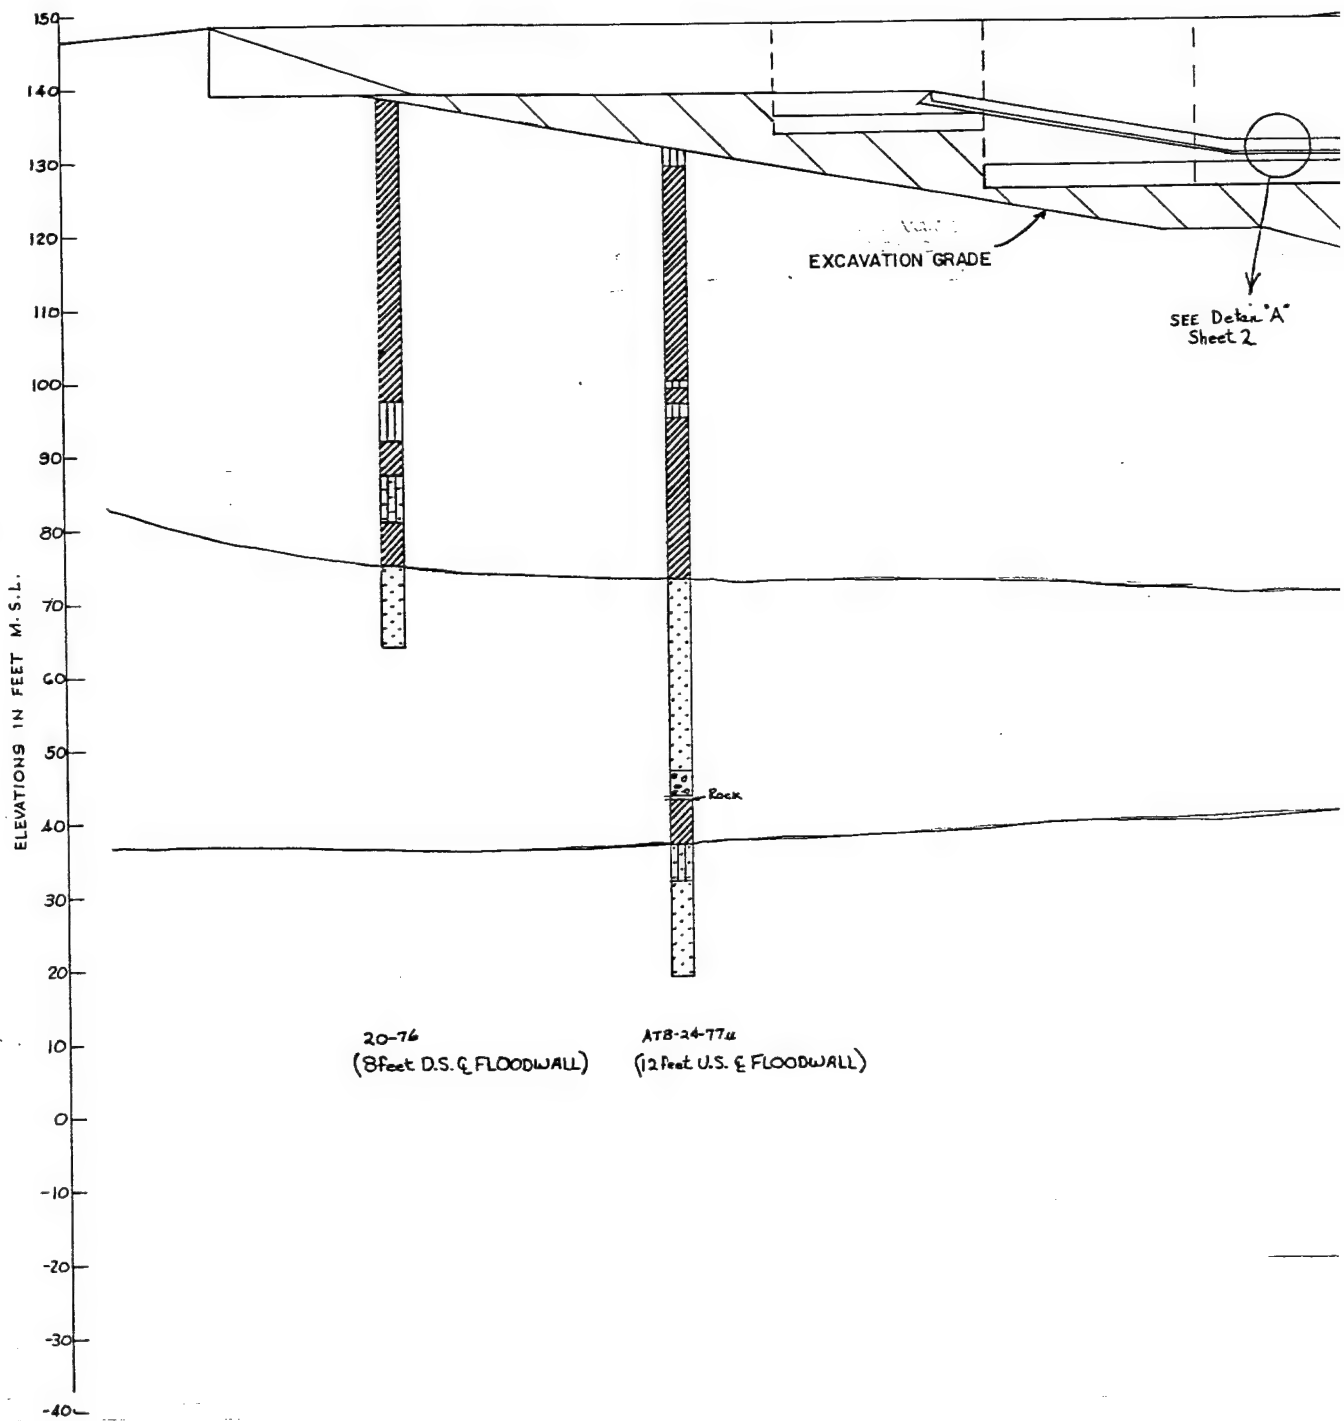 150
140
130
120
110
100
90
80
70
60
50
40
30
20
10
0
-10
-20
-30
-40
ELEVATIONS IN FEET M.S.L.
EXCAVATION GRADE
SEE "A"
Sheet 2
Rock
20-76
(8feet D.S. ℄ FLOODWALL)
ATB-24-77u
(12feet U.S. ℄ FLOODWALL)